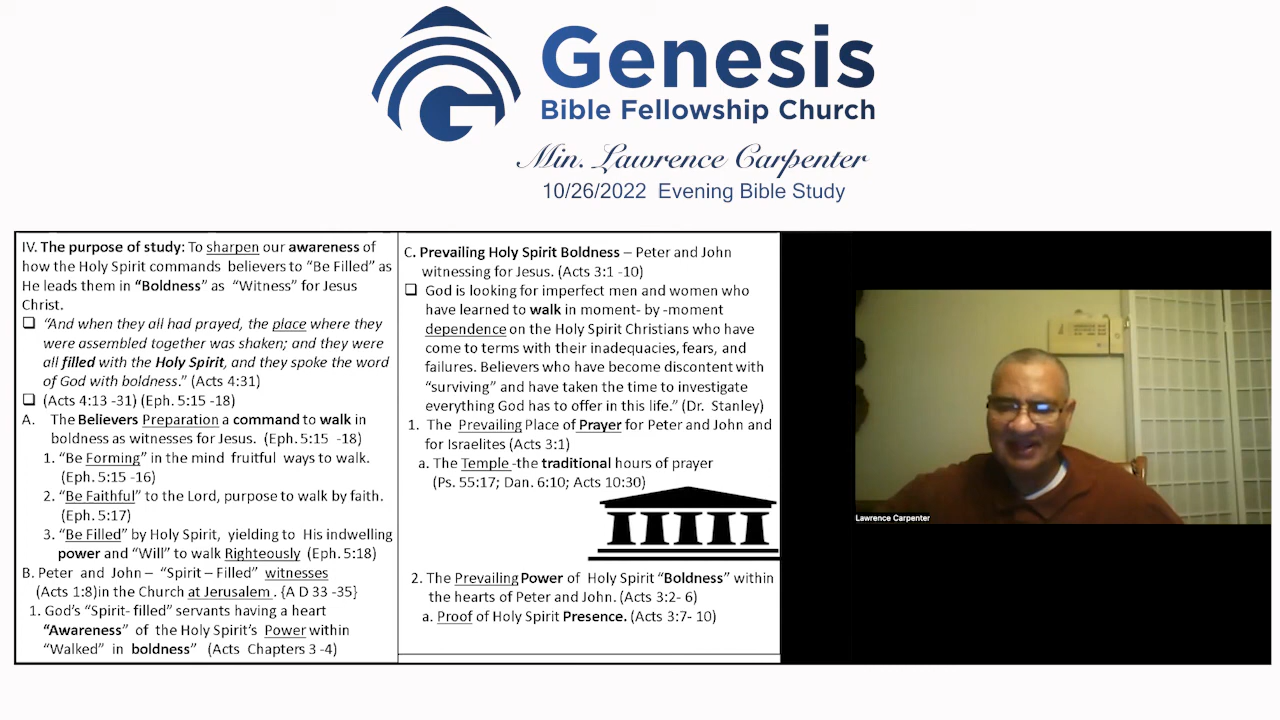 Genesis
Bible Fellowship Church
Min. Lawrence Carpenter
10/26/2022 Evening Bible Study
IV. The purpose of study: To sharpen our awareness of
how the Holy Spirit commands believers to “Be Filled” as
He leads them in “Boldness” as “Witness” for Jesus
Christ.
❑ “And when they all had prayed, the place where they
were assembled together was shaken; and they were
all filled with the Holy Spirit, and they spoke the word
of God with boldness.” (Acts 4:31)
❑ (Acts 4:13 -31) (Eph. 5:15 -18)
A. The Believers Preparation a command to walk in
boldness as witnesses for Jesus. (Eph. 5:15 -18)
1. “Be Forming” in the mind fruitful ways to walk.
(Eph. 5:15 -16)
2. “Be Faithful” to the Lord, purpose to walk by faith.
(Eph. 5:17)
3. “Be Filled” by Holy Spirit, yielding to His indwelling
power and “Will” to walk Righteously (Eph. 5:18)
B. Peter and John – “Spirit – Filled” witnesses
(Acts 1:8)in the Church at Jerusalem . {A D 33 -35}
1. God’s “Spirit- filled” servants having a heart
“Awareness” of the Holy Spirit’s Power within
“Walked” in boldness” (Acts Chapters 3 -4)
C. Prevailing Holy Spirit Boldness – Peter and John
witnessing for Jesus. (Acts 3:1 -10)
❑ God is looking for imperfect men and women who
have learned to walk in moment- by -moment
dependence on the Holy Spirit Christians who have
come to terms with their inadequacies, fears, and
failures. Believers who have become discontent with
“surviving” and have taken the time to investigate
everything God has to offer in this life.” (Dr. Stanley)
1. The Prevailing Place of Prayer for Peter and John and
for Israelites (Acts 3:1)
a. The Temple -the traditional hours of prayer
(Ps. 55:17; Dan. 6:10; Acts 10:30)
2. The Prevailing Power of Holy Spirit “Boldness” within
the hearts of Peter and John. (Acts 3:2- 6)
a. Proof of Holy Spirit Presence. (Acts 3:7- 10)
Lawrence Carpenter